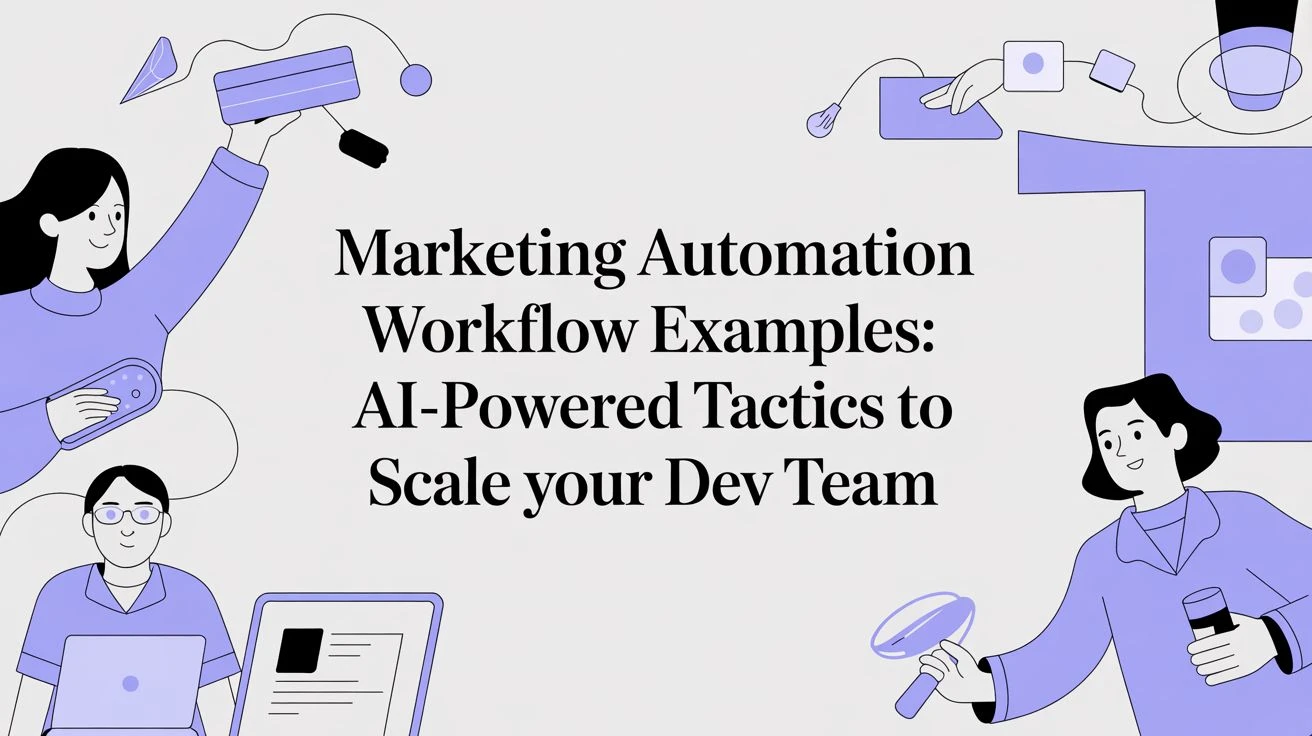 Marketing Automation
Workflow Examples:
AI-Powered Tactics to
Scale your Dev Team